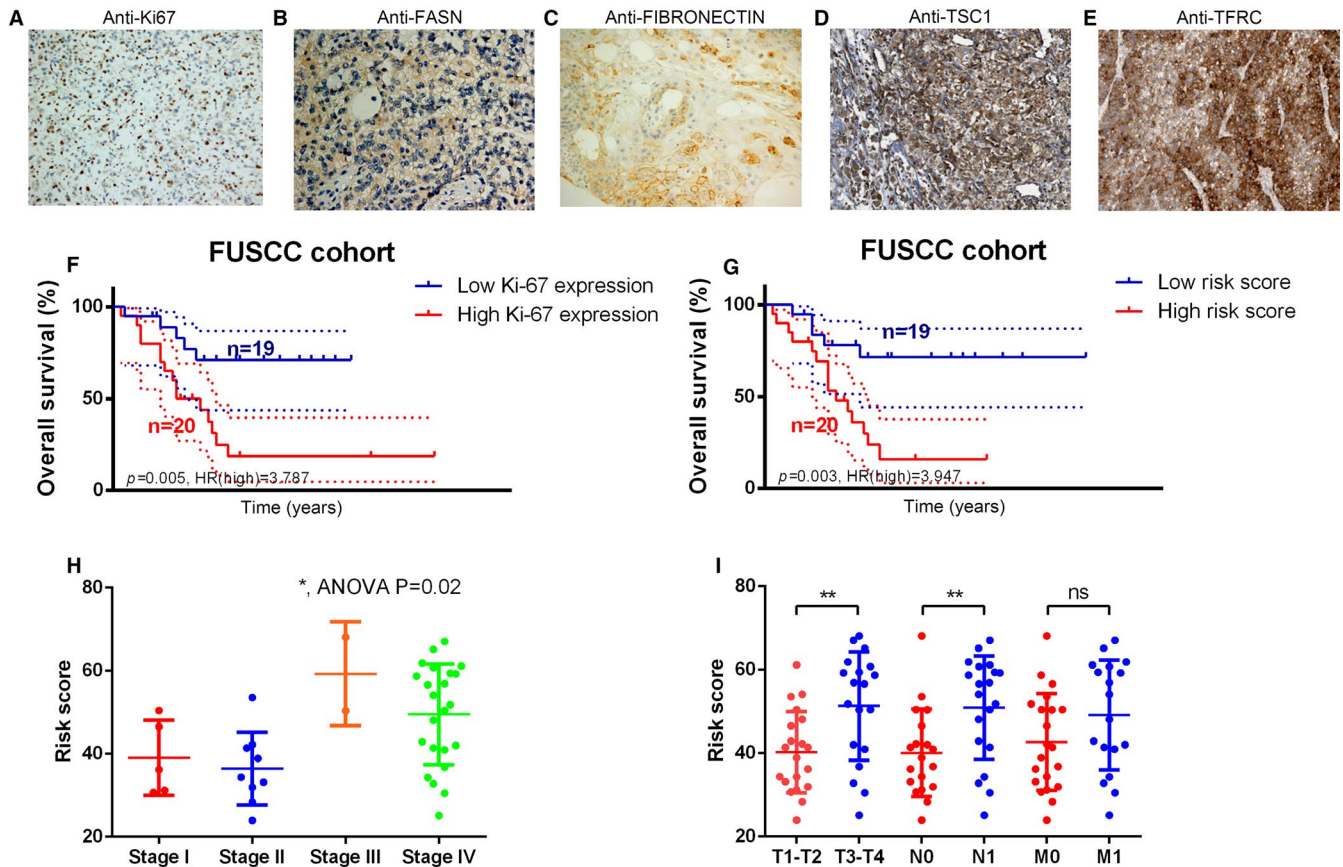 A Anti-Ki67
B Anti-FASN
C Anti-FIBRONECTIN
D Anti-TSC1
E Anti-TFRC
F
FUSCC cohort
Overall survival (%)
100
50
0
Low Ki-67 expression
High Ki-67 expression
n=19
n=20
p=0.005, HR(high)=3.787
Time (years)
G
FUSCC cohort
Overall survival (%)
100
50
0
Low risk score
High risk score
n=19
n=20
p=0.003, HR(high)=3.947
Time (years)
H
*, ANOVA P=0.02
Risk score
80
60
40
20
Stage I Stage II Stage III Stage IV
I
** ** ns
Risk score
80
60
40
20
T1-T2 T3-T4 N0 N1 M0 M1